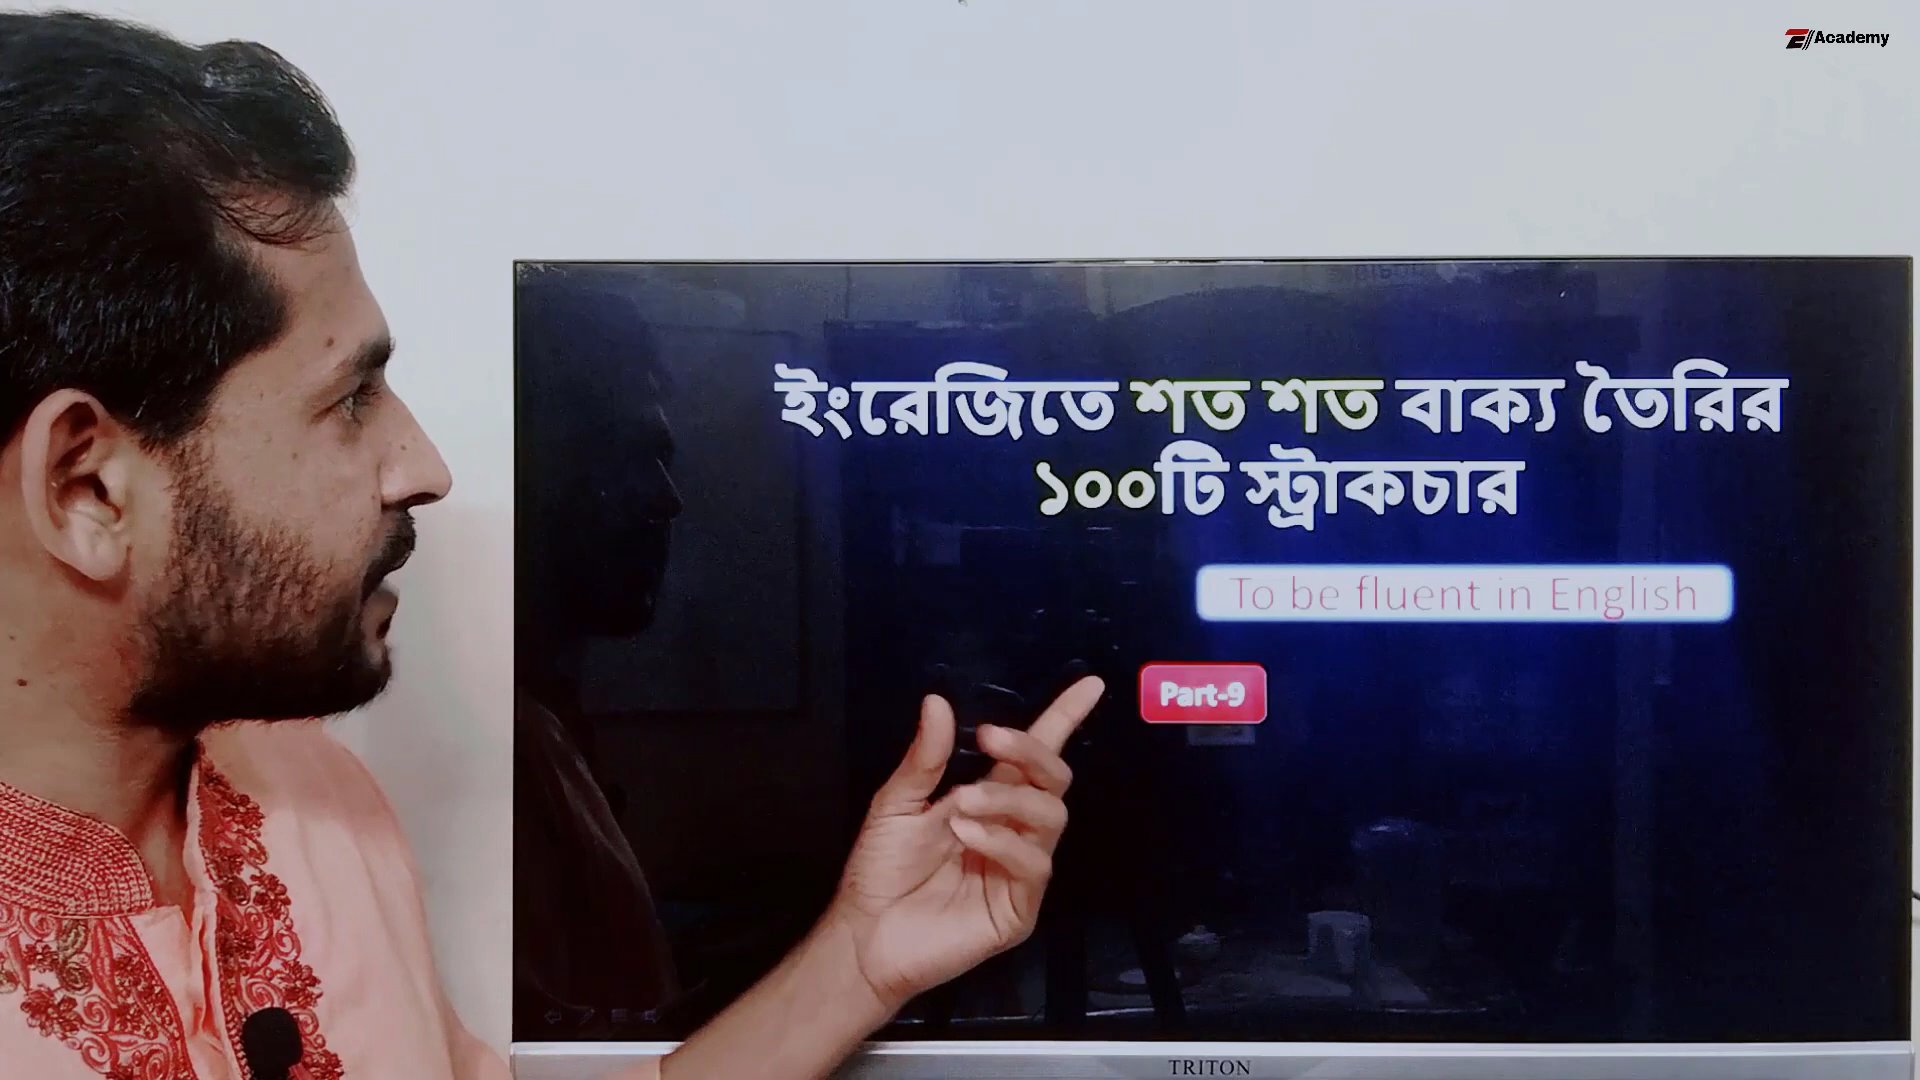 Academy
ইংরেজিতে শত শত বাক্য তৈরির
১০০টি স্ট্রাকচার
To be fluent in English
Part-9
TRITON